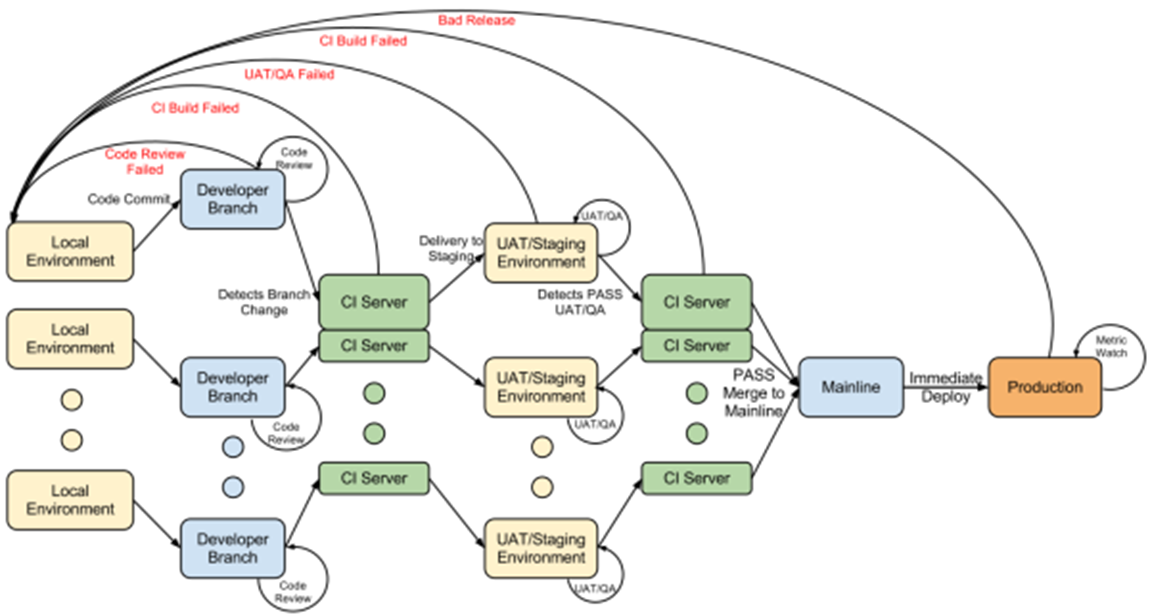 Bad Release
CI Build Failed
UAT/QA Failed
CI Build Failed
Code Review
Failed
Code
Review
Code Commit
Developer
Branch
Local
Environment
Detects Branch
Change
CI Server
Delivery to
Staging
UAT/Staging
Environment
UAT/QA
Detects PASS
UAT/QA
CI Server
Local
Environment
Developer
Branch
Code
Review
CI Server
UAT/Staging
Environment
UAT/QA
CI Server
PASS
Merge to
Mainline
Mainline
Immediate
Deploy
Production
Metric
Watch
Local
Environment
Developer
Branch
Code
Review
CI Server
UAT/Staging
Environment
UAT/QA
CI Server